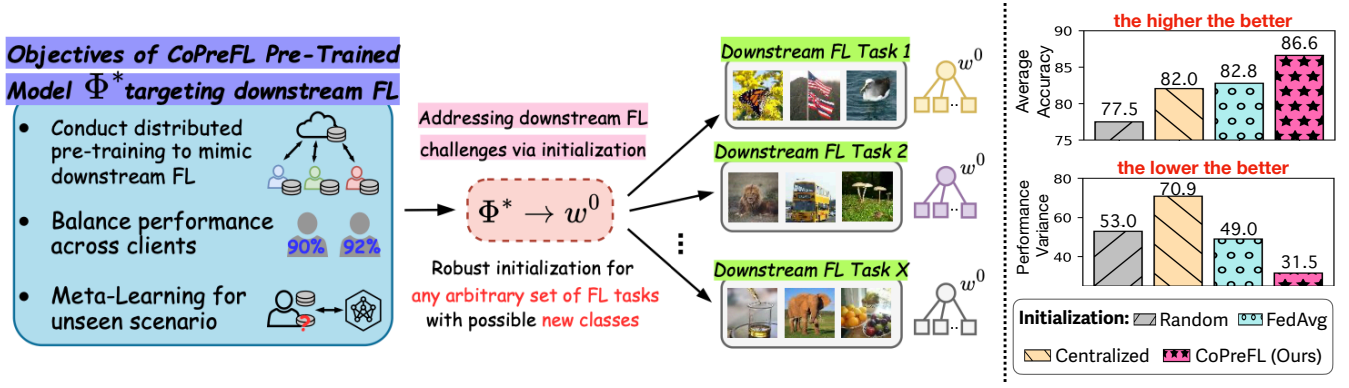 Objectives of CoPreFL Pre-Trained
Model Φ* targeting downstream FL
• Conduct distributed
pre-training to mimic
downstream FL
• Balance performance
across clients
90% 92%
• Meta-Learning for
unseen scenario
?
Addressing downstream FL
challenges via initialization
Φ* → w⁰
Robust initialization for
any arbitrary set of FL tasks
with possible new classes
Downstream FL Task 1
w⁰
...
Downstream FL Task 2
w⁰
...
⋮
Downstream FL Task X
w⁰
...
the higher the better
Average
Accuracy
90
85
80
75
77.5
82.0
82.8
86.6
the lower the better
Performance
Variance
80
60
40
53.0
70.9
49.0
31.5
Initialization: Random FedAvg
Centralized CoPreFL (Ours)